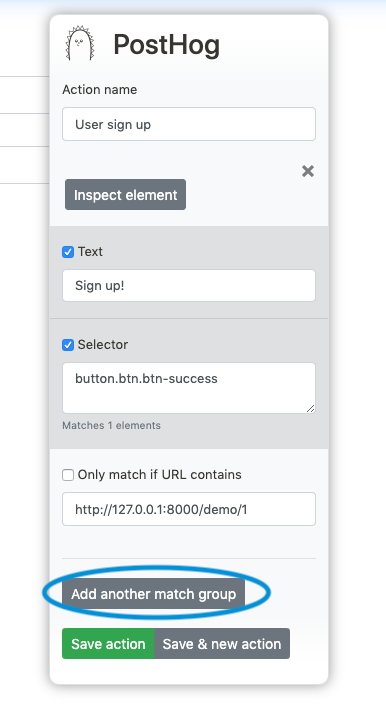 PostHog
Action name
User sign up
×
Inspect element
Text
Sign up!
Selector
button.btn.btn-success
Matches 1 elements
Only match if URL contains
http://127.0.0.1:8000/demo/1
Add another match group
Save action
Save & new action